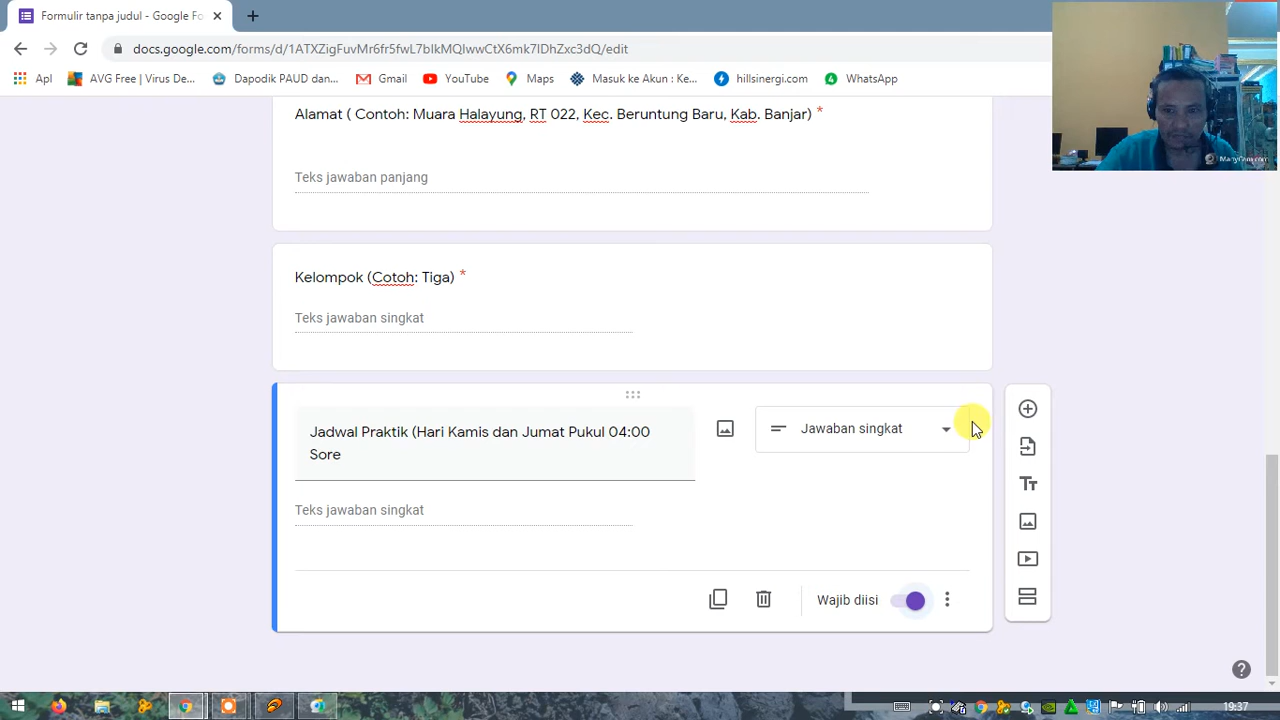 Formulir tanpa judul - Google Fo
docs.google.com/forms/d/1ATXZigFuvMr6fr5fwL7blkMQlwwCtX6mk7lDhZxc3dQ/edit
Apl
AVG Free | Virus De...
Dapodik PAUD dan...
Gmail
YouTube
Maps
Masuk ke Akun : Ke...
hillsinergi.com
WhatsApp
ManyCam.com
Alamat ( Contoh: Muara Halayung, RT 022, Kec. Beruntung Baru, Kab. Banjar) *
Teks jawaban panjang
Kelompok (Cotoh: Tiga) *
Teks jawaban singkat
Jadwal Praktik (Hari Kamis dan Jumat Pukul 04:00
Sore
Jawaban singkat
Teks jawaban singkat
Wajib diisi
19:37